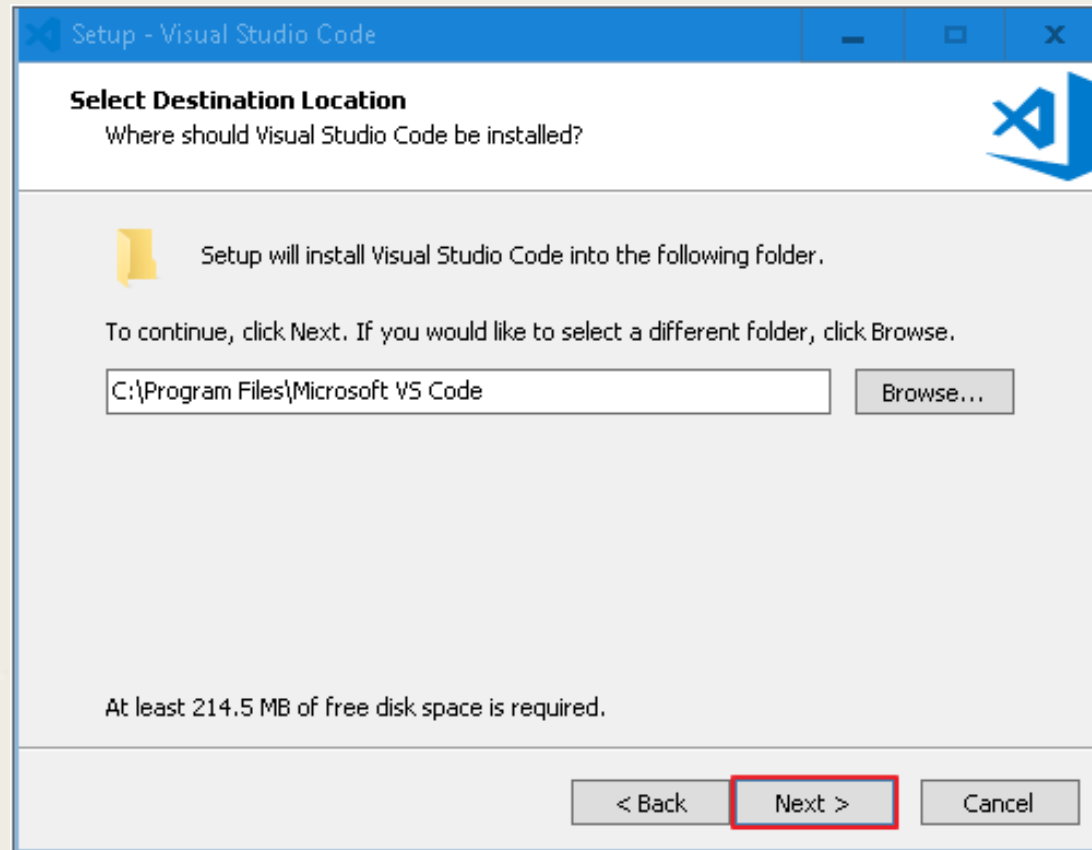 Setup - Visual Studio Code
Select Destination Location
Where should Visual Studio Code be installed?
Setup will install Visual Studio Code into the following folder.
To continue, click Next. If you would like to select a different folder, click Browse.
C:\Program Files\Microsoft VS Code
Browse...
At least 214.5 MB of free disk space is required.
< Back
Next >
Cancel